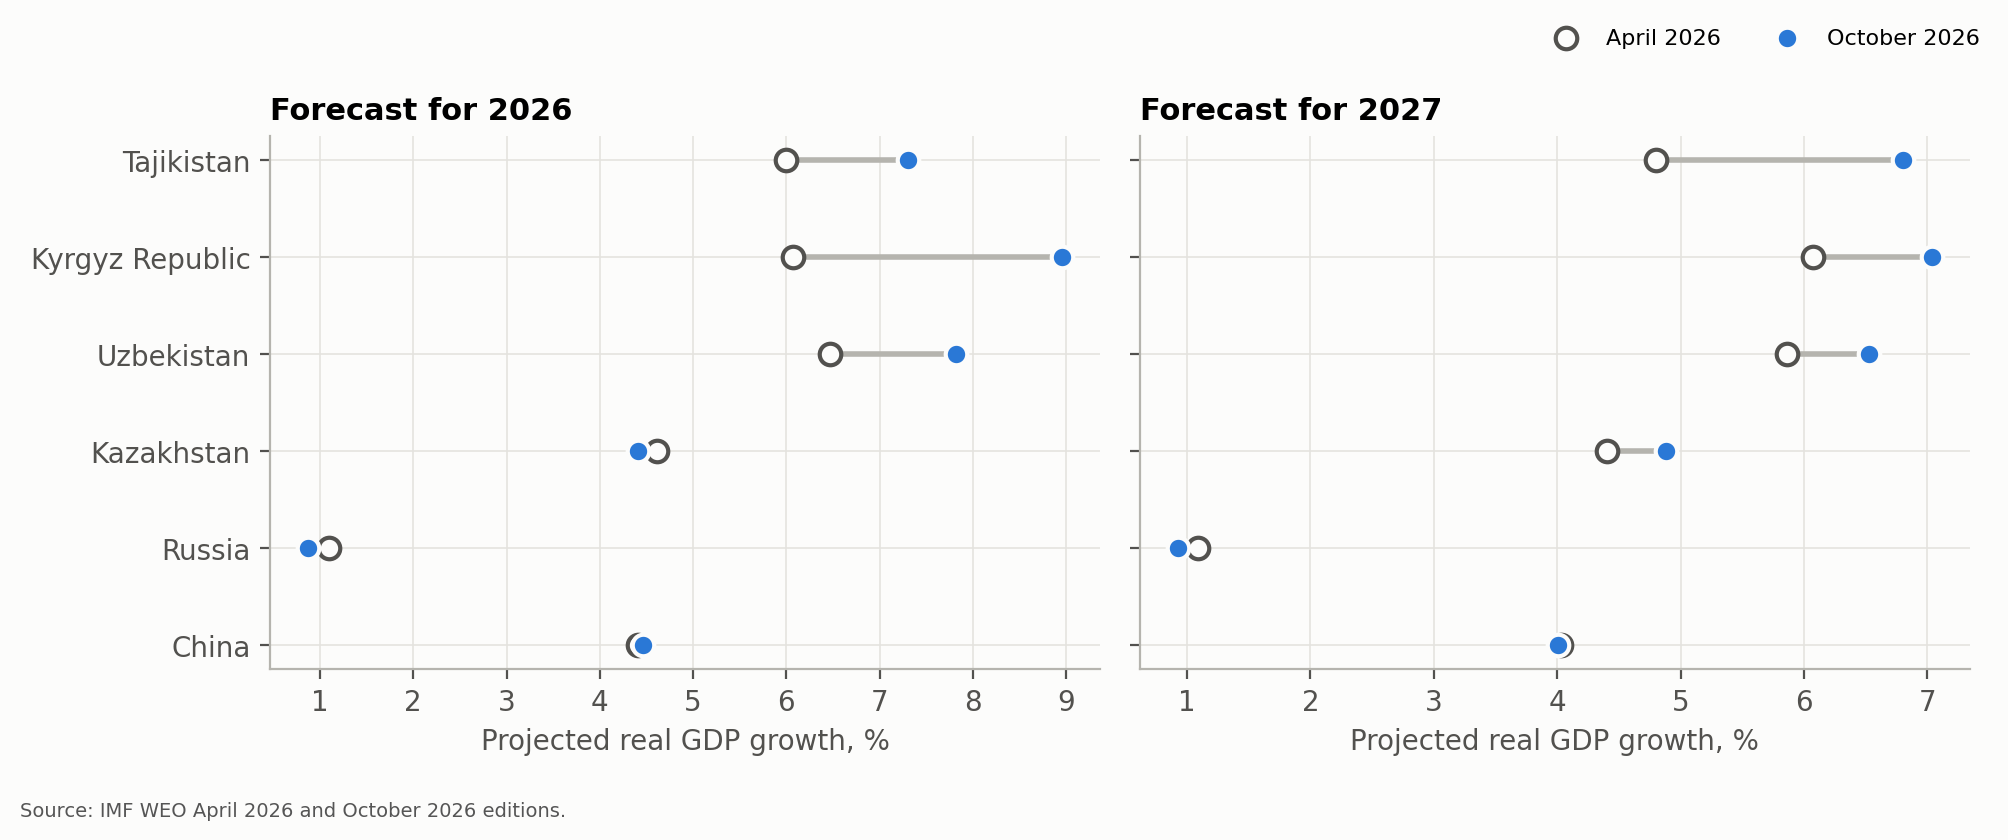 April 2026 October 2026
Forecast for 2026
Forecast for 2027
Tajikistan
Kyrgyz Republic
Uzbekistan
Kazakhstan
Russia
China
1 2 3 4 5 6 7 8 9
1 2 3 4 5 6 7
Projected real GDP growth, %
Projected real GDP growth, %
Source: IMF WEO April 2026 and October 2026 editions.